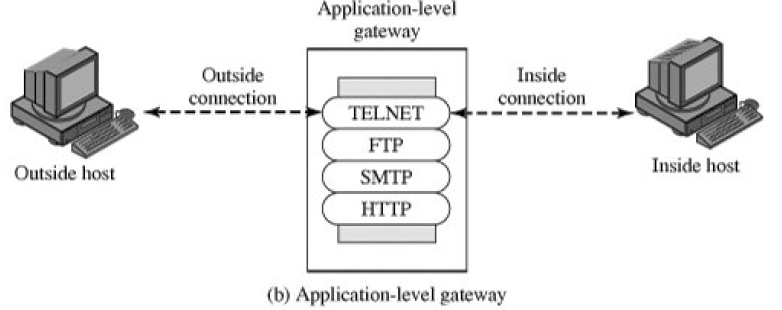 Application-level
gateway
Outside
connection
Inside
connection
TELNET
FTP
SMTP
HTTP
Outside host
Inside host
(b) Application-level gateway